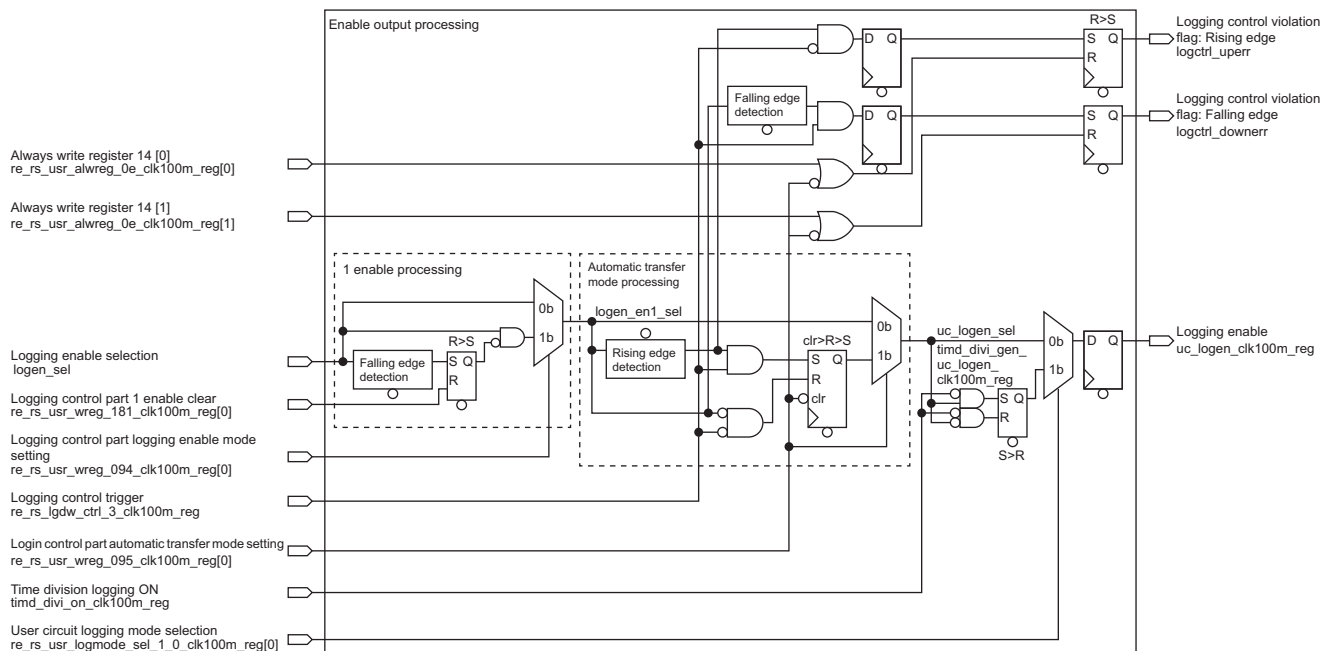 Enable output processing
R>S
D Q
S Q
R
Logging control violation
flag: Rising edge
logctrl_uperr
Falling edge
detection
D Q
S Q
R
Logging control violation
flag: Falling edge
logctrl_downerr
Always write register 14 [0]
re_rs_usr_alwreg_0e_clk100m_reg[0]
Always write register 14 [1]
re_rs_usr_alwreg_0e_clk100m_reg[1]
1 enable processing
Automatic transfer
mode processing
0b
1b
R>S
Falling edge
detection
S Q
R
logen_en1_sel
Rising edge
detection
clr>R>S
S Q
R
clr
0b
1b
uc_logen_sel
timd_divi_gen_
uc_logen_
clk100m_reg
S Q
R
S>R
0b
1b
D Q
Logging enable
uc_logen_clk100m_reg
Logging enable selection
logen_sel
Logging control part 1 enable clear
re_rs_usr_wreg_181_clk100m_reg[0]
Logging control part logging enable mode
setting
re_rs_usr_wreg_094_clk100m_reg[0]
Logging control trigger
re_rs_lgdw_ctrl_3_clk100m_reg
Login control part automatic transfer mode setting
re_rs_usr_wreg_095_clk100m_reg[0]
Time division logging ON
timd_divi_on_clk100m_reg
User circuit logging mode selection
re_rs_usr_logmode_sel_1_0_clk100m_reg[0]